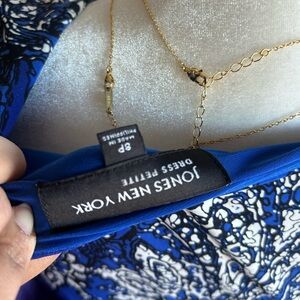 JONES NEW YORK
DRESS PETITE
8P
MADE IN
PHILIPPINES